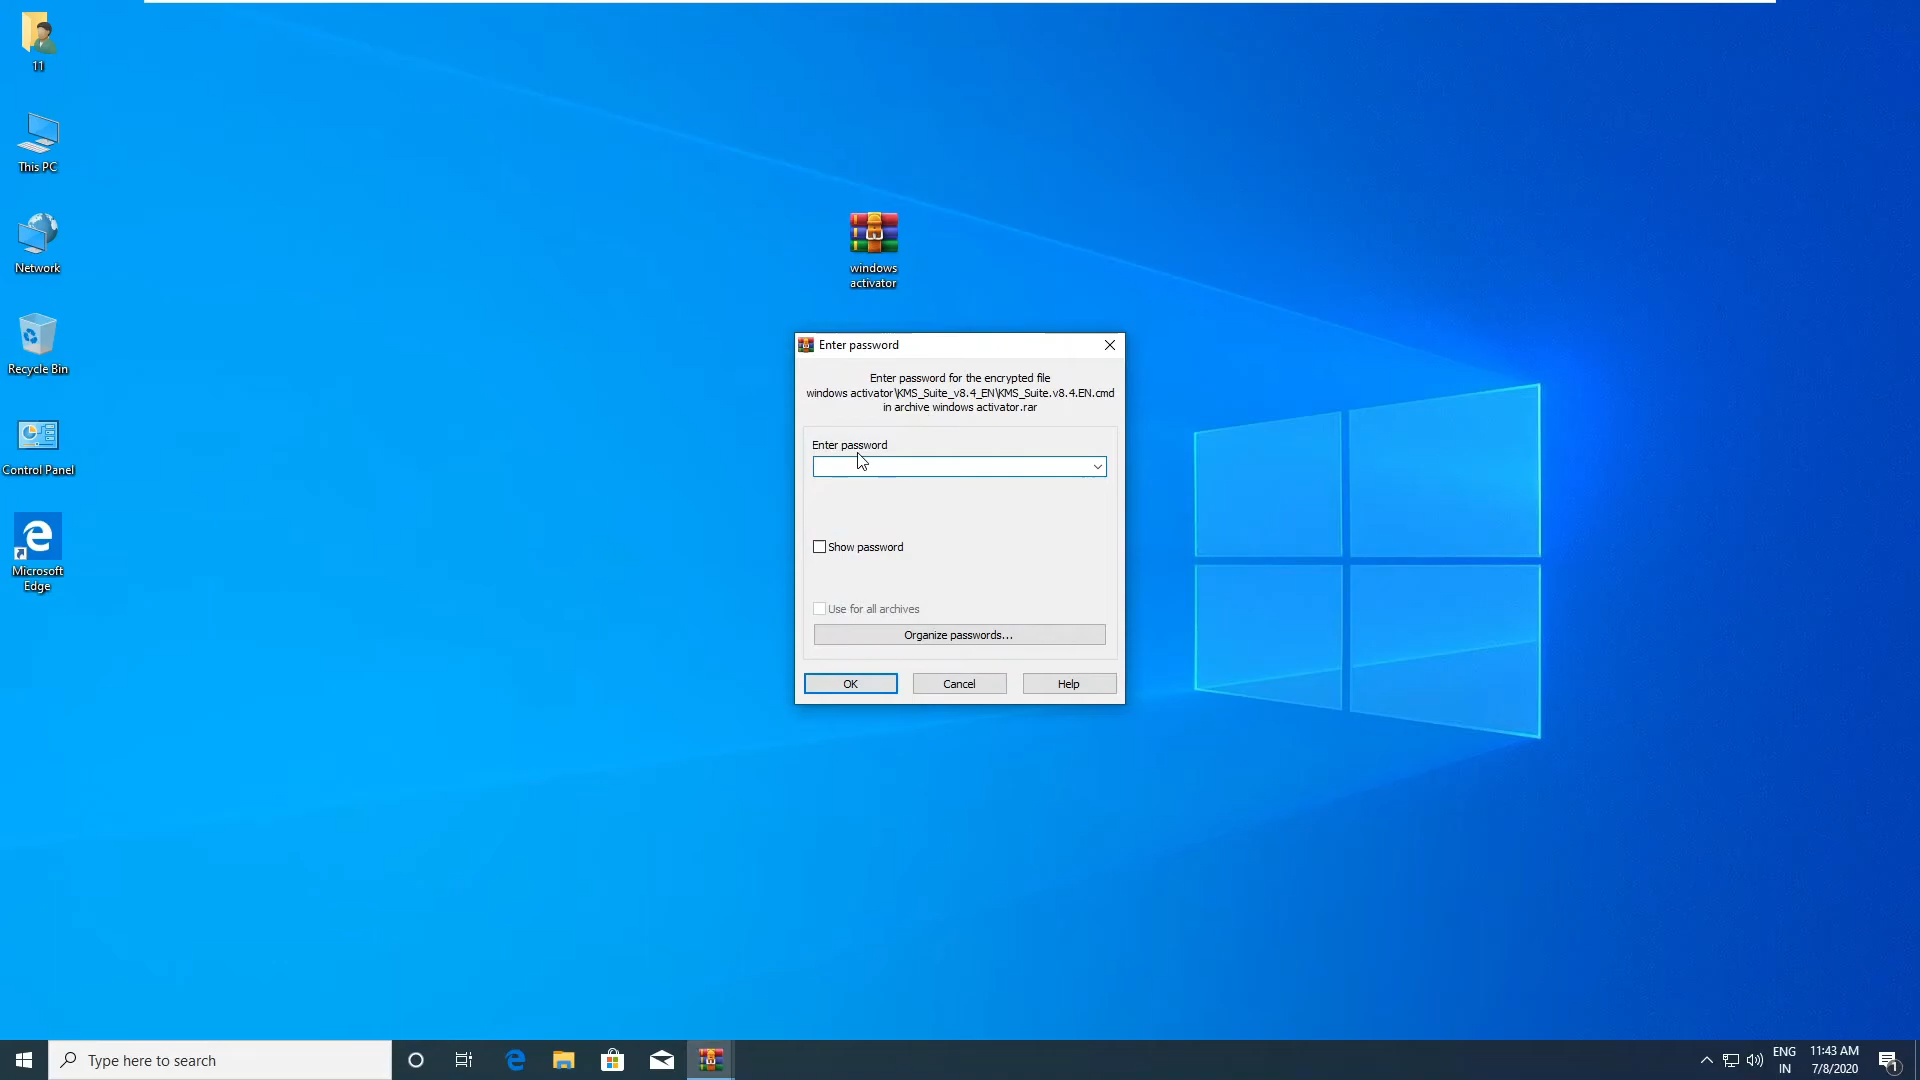 11
This PC
Network
Recycle Bin
Control Panel
Microsoft
Edge
windows
activator
Enter password
Enter password for the encrypted file
windows activator\KMS_Suite_v8.4_EN\KMS_Suite.v8.4.EN.cmd
in archive windows activator.rar
Enter password
Show password
Use for all archives
Organize passwords...
OK
Cancel
Help
Type here to search
ENG
IN
11:43 AM
7/8/2020
1